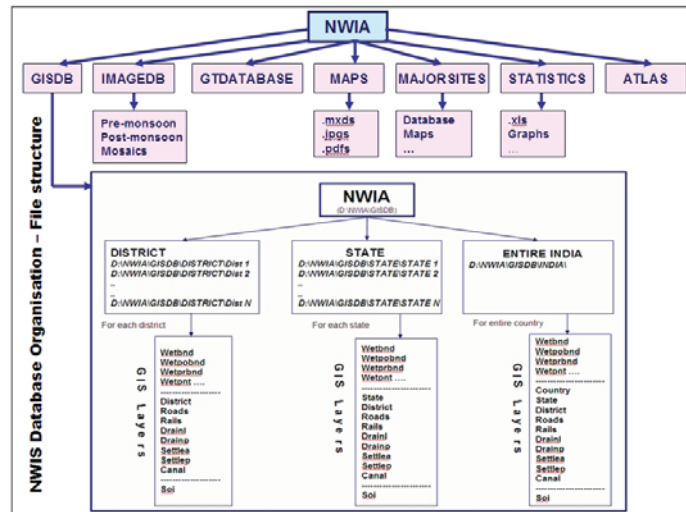 NWIA
GISDB
IMAGEDB
GTDATABASE
MAPS
MAJORSITES
STATISTICS
ATLAS
Pre-monsoon
Post-monsoon
Mosaics
.mxds
.jpgs
.pdfs
Database
Maps
...
.xls
Graphs
...
NWIS Database Organisation – File structure
NWIA
(D:\NWIA\GISDB)
DISTRICT
D:\NWIA\GISDB\DISTRICT\Dist 1
D:\NWIA\GISDB\DISTRICT\Dist 2
..
..
D:\NWIA\GISDB\DISTRICT\Dist N
STATE
D:\NWIA\GISDB\STATE\STATE 1
D:\NWIA\GISDB\STATE\STATE 2
...
...
D:\NWIA\GISDB\STATE\STATE N
ENTIRE INDIA
D:\NWIA\GISDB\INDIA\
For each district
For each state
For entire country
GIS Layers
Wetbnd
Wetpobnd
Wetprbnd
Wetpnt ....
--------------------
District
Roads
Rails
Drainl
Drainp
Settlea
Settlep
Canal
--------------------
Soi
GIS Layers
Wetbnd
Wetpobnd
Wetprbnd
Wetpnt ....
--------------------
State
District
Roads
Rails
Drainl
Drainp
Settlea
Settlep
Canal
--------------------
Soi
GIS Layers
Wetbnd
Wetpobnd
Wetprbnd
Wetpnt ....
--------------------
Country
State
District
Roads
Rails
Drainl
Drainp
Settlea
Settlep
Canal
--------------------
Soi